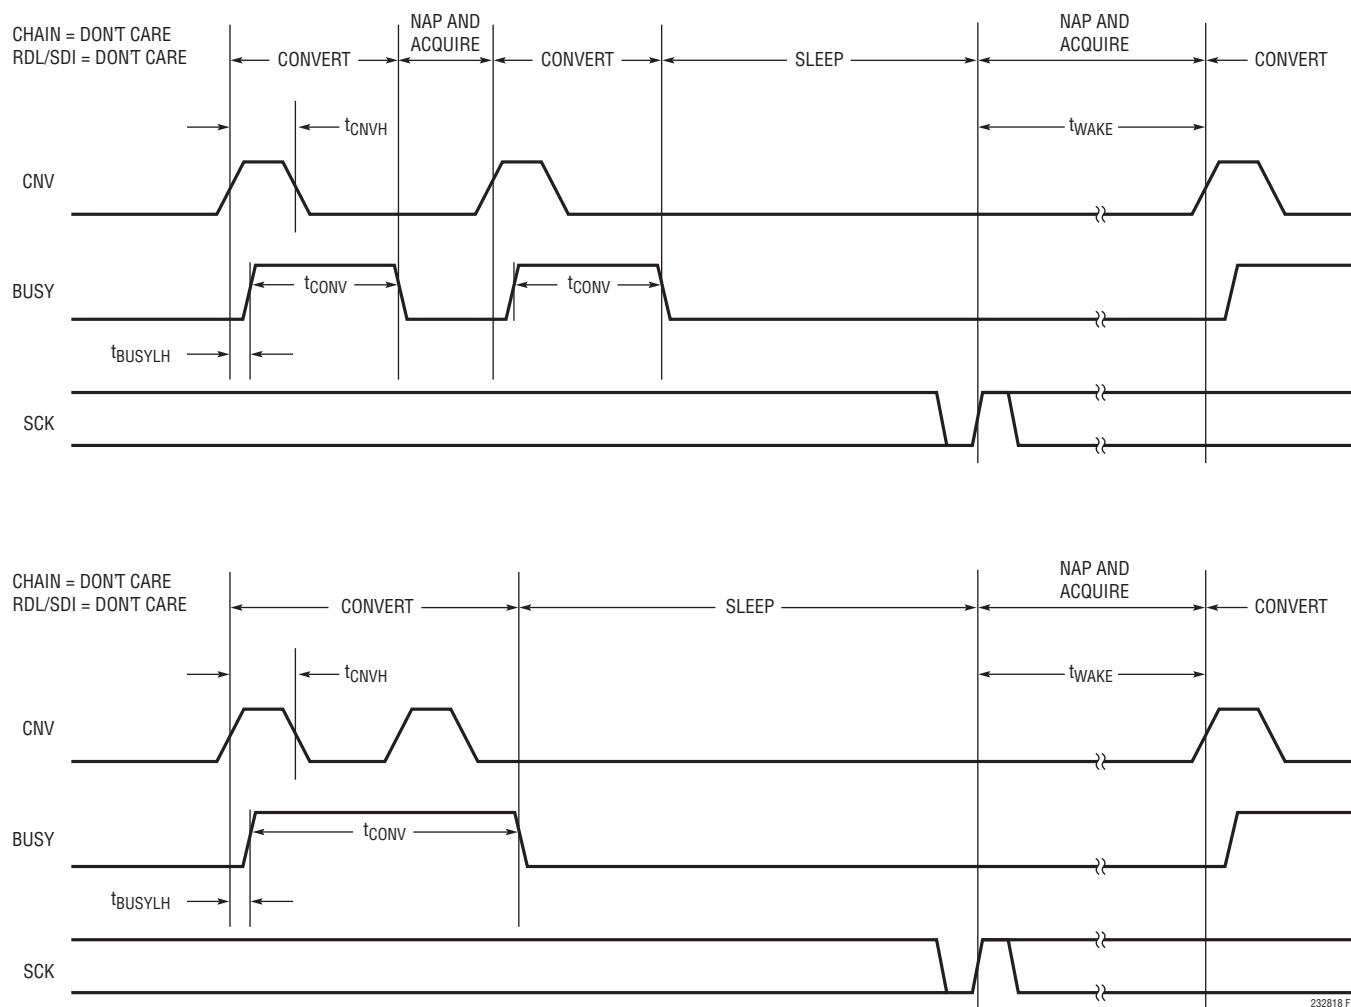 CHAIN = DON'T CARE
RDL/SDI = DON'T CARE
CONVERT
NAP AND
ACQUIRE
CONVERT
SLEEP
NAP AND
ACQUIRE
CONVERT
tCNVH
tWAKE
CNV
BUSY
tCONV
tCONV
tBUSYLH
SCK
CHAIN = DON'T CARE
RDL/SDI = DON'T CARE
CONVERT
SLEEP
NAP AND
ACQUIRE
CONVERT
tCNVH
tWAKE
CNV
BUSY
tCONV
tBUSYLH
SCK
232818 F